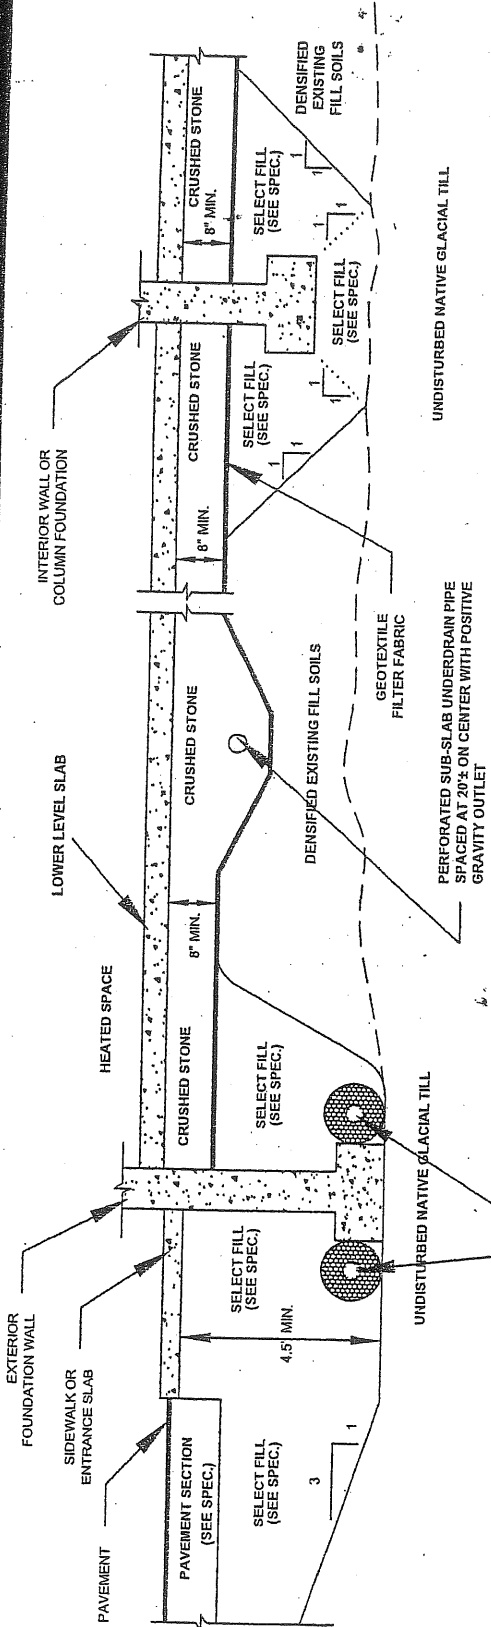 EXTERIOR
FOUNDATION WALL
SIDEWALK OR
ENTRANCE SLAB
PAVEMENT
PAVEMENT SECTION
(SEE SPEC.)
SELECT FILL
(SEE SPEC.)
3
1
SELECT FILL
(SEE SPEC.)
4.5' MIN.
UNDISTURBED NATIVE GLACIAL TILL
HEATED SPACE
LOWER LEVEL SLAB
CRUSHED STONE
8" MIN.
SELECT FILL
(SEE SPEC.)
CRUSHED STONE
DENSIFIED EXISTING FILL SOILS
PERFORATED SUB-SLAB UNDERDRAIN PIPE
SPACED AT 20'± ON CENTER WITH POSITIVE
GRAVITY OUTLET
INTERIOR WALL OR
COLUMN FOUNDATION
8" MIN.
CRUSHED STONE
SELECT FILL
(SEE SPEC.)
1
1
1
1
GEOTEXTILE
FILTER FABRIC
SELECT FILL
(SEE SPEC.)
CRUSHED STONE
8" MIN.
SELECT FILL
(SEE SPEC.)
1
1
1
1
DENSIFIED
EXISTING
FILL SOILS
UNDISTURBED NATIVE GLACIAL TILL